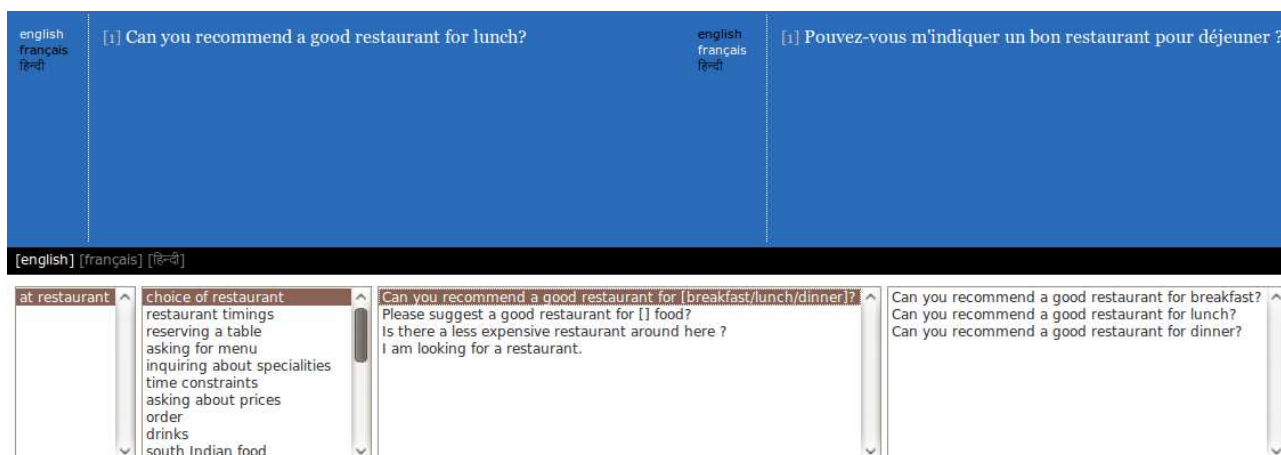 english
français
हिन्दी
[1] Can you recommend a good restaurant for lunch?
english
français
हिन्दी
[1] Pouvez-vous m'indiquer un bon restaurant pour déjeuner ?
[english] [français] [हिन्दी]
at restaurant
choice of restaurant
restaurant timings
reserving a table
asking for menu
inquiring about specialities
time constraints
asking about prices
order
drinks
south Indian food
Can you recommend a good restaurant for [breakfast/lunch/dinner]?
Please suggest a good restaurant for [] food?
Is there a less expensive restaurant around here ?
I am looking for a restaurant.
Can you recommend a good restaurant for breakfast?
Can you recommend a good restaurant for lunch?
Can you recommend a good restaurant for dinner?